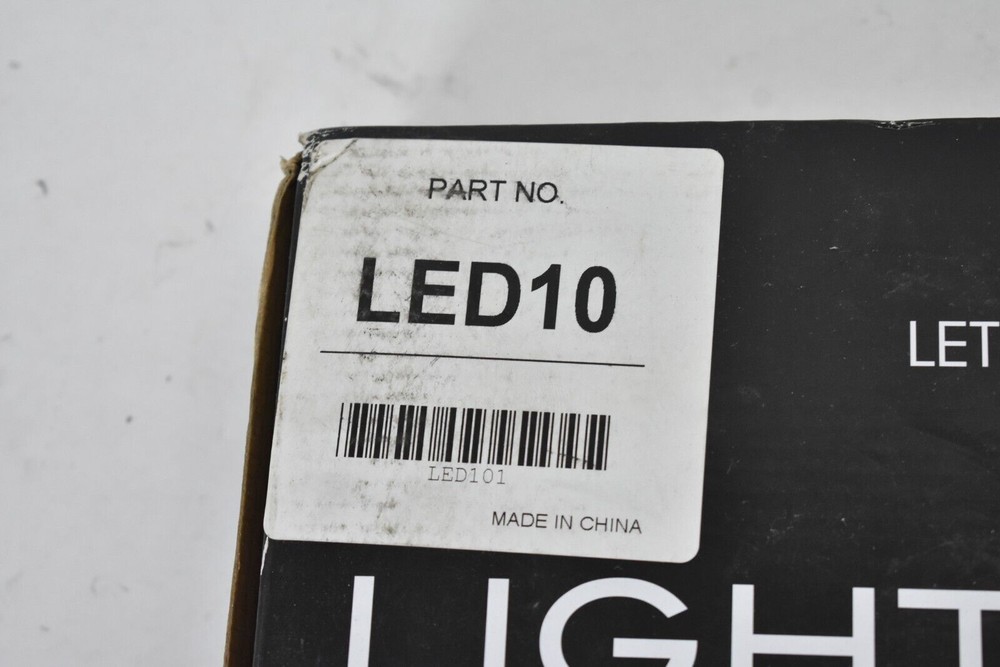 PART NO.
LED10
LED101
MADE IN CHINA
LET
LIGHT